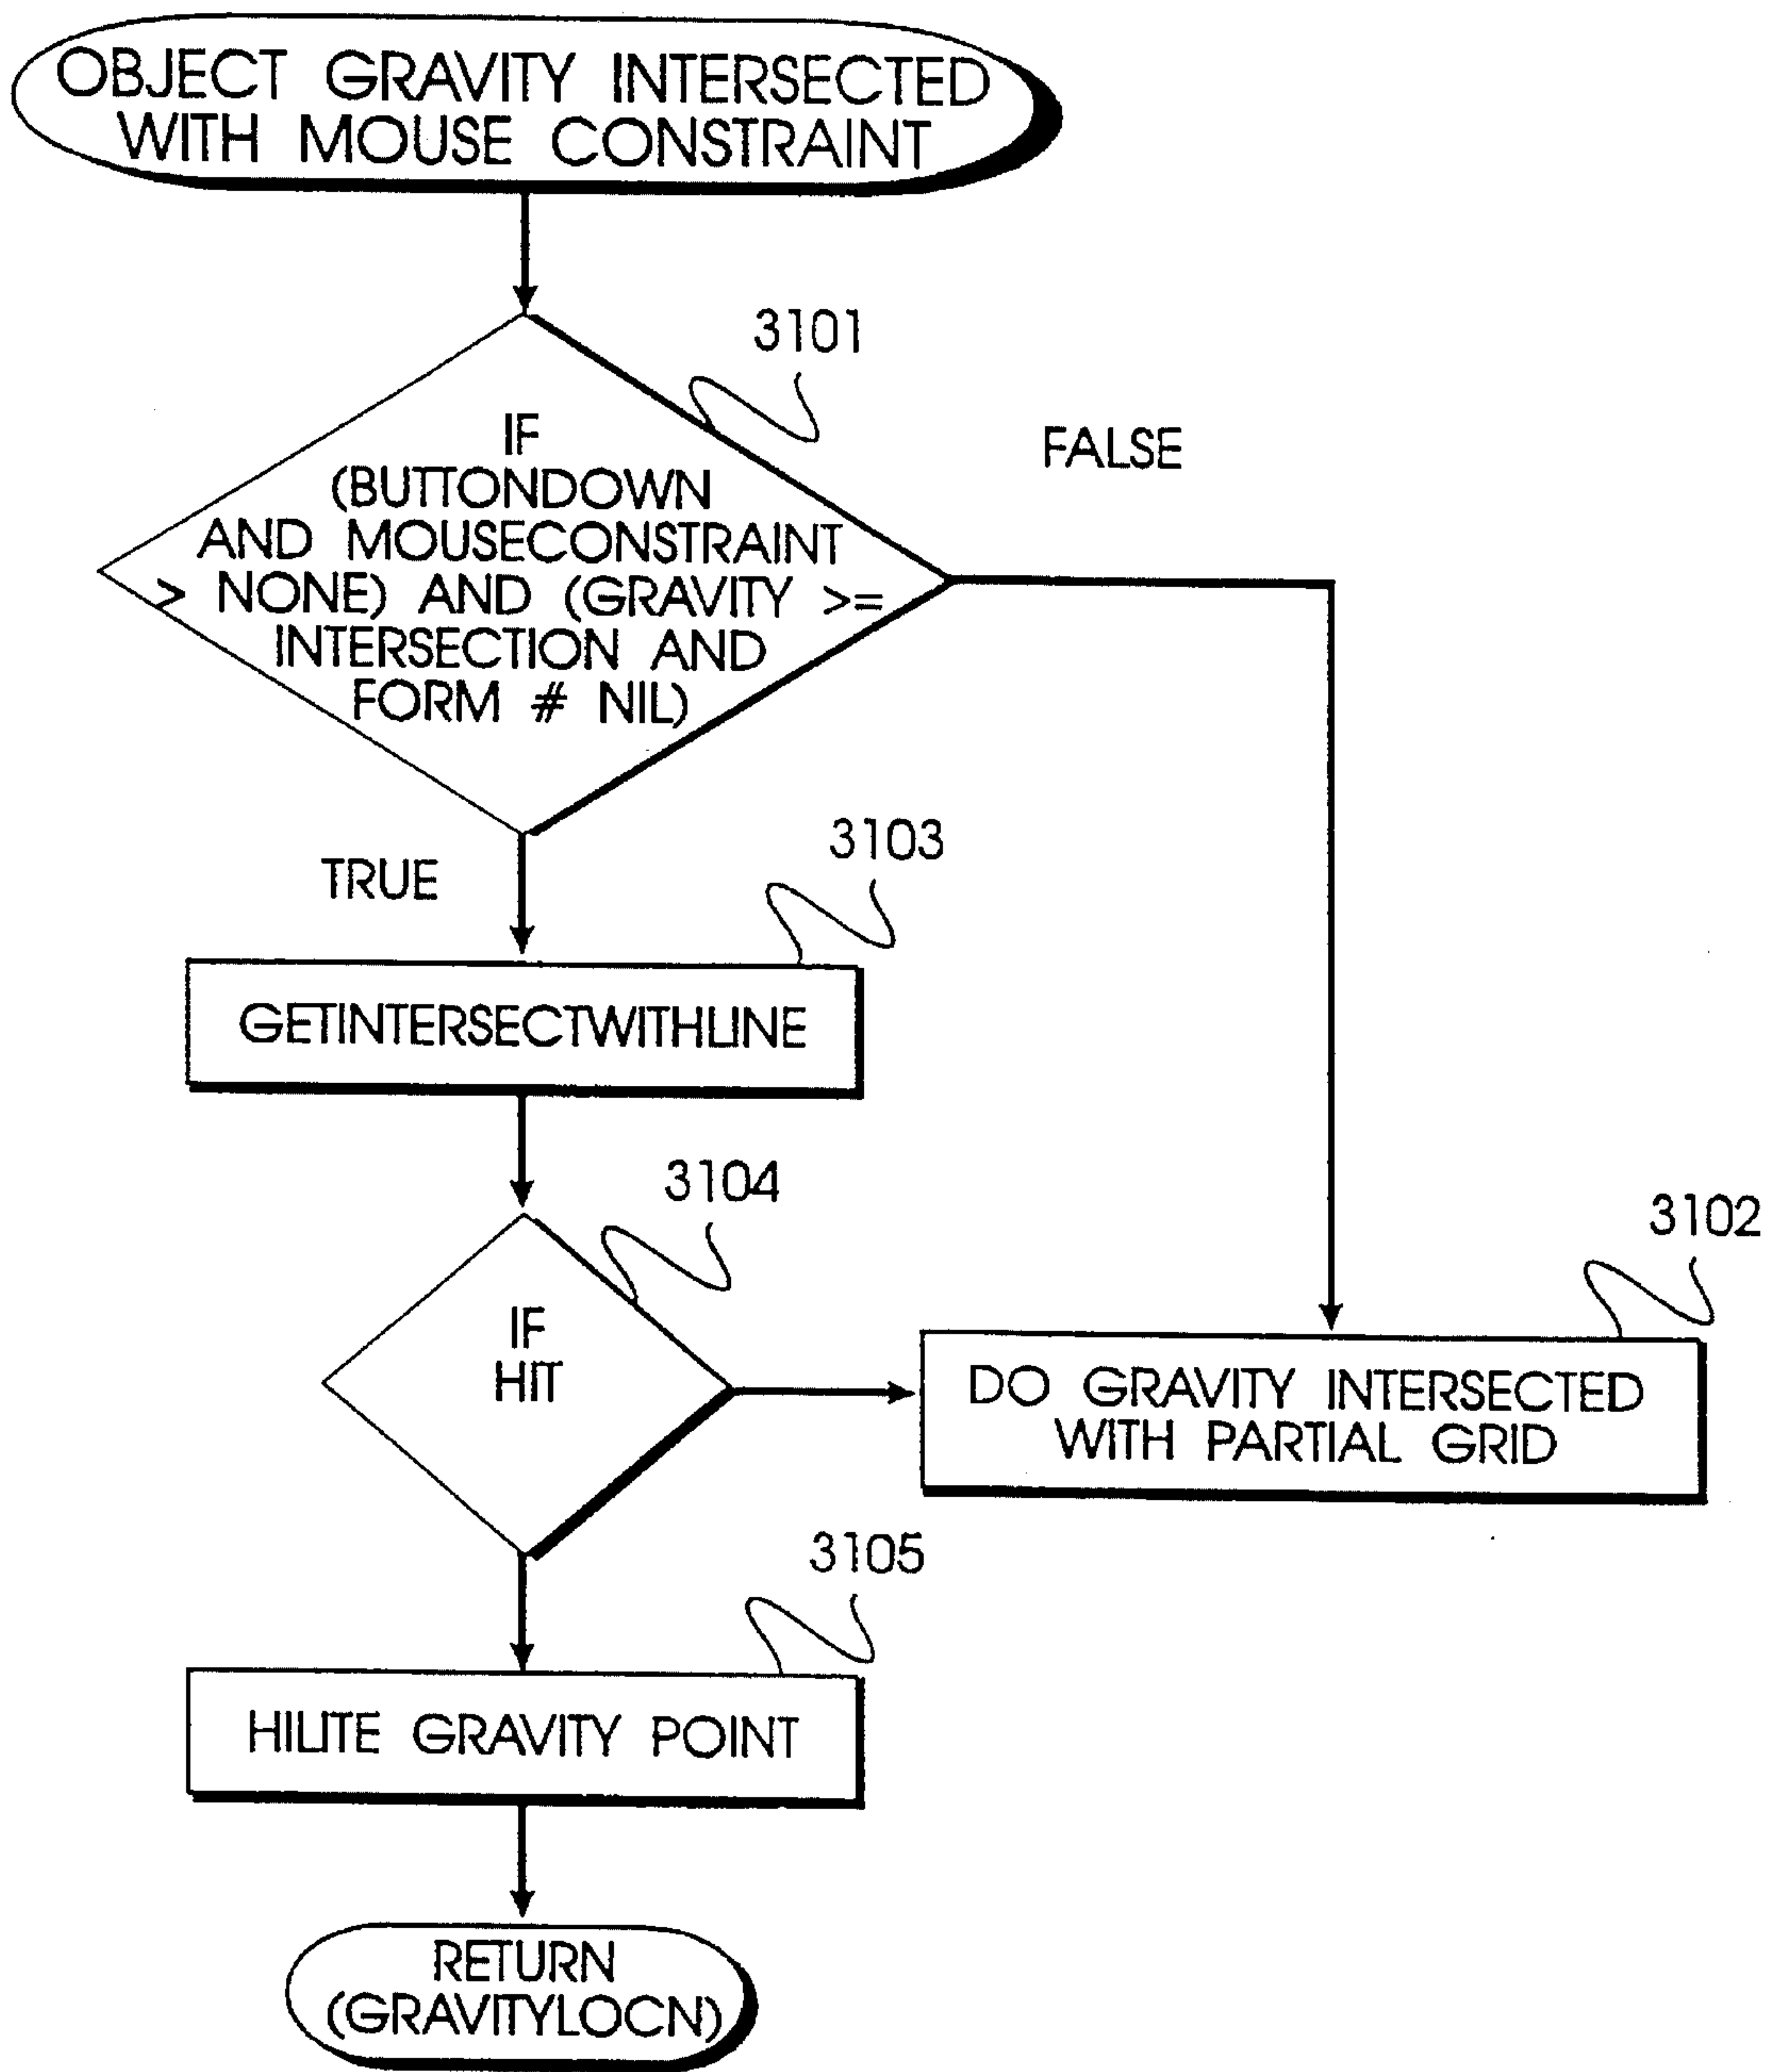 OBJECT GRAVITY INTERSECTED
WITH MOUSE CONSTRAINT
3101
IF
(BUTTONDOWN
AND MOUSECONSTRAINT
> NONE) AND (GRAVITY >=
INTERSECTION AND
FORM # NIL)
FALSE
TRUE
3103
GETINTERSECTWITHLINE
3104
IF
HIT
3102
DO GRAVITY INTERSECTED
WITH PARTIAL GRID
3105
HILITE GRAVITY POINT
RETURN
(GRAVITYLOCN)